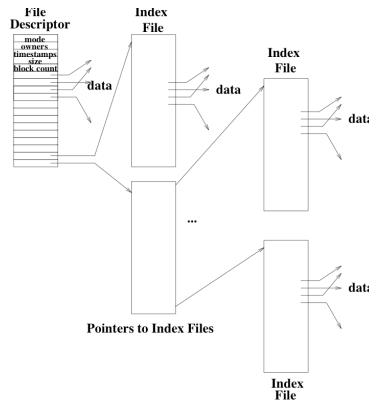 File
Descriptor
mode
owners
timestamps
size
block count
data
Index
File
data
Index
File
data
...
Pointers to Index Files
data
Index
File